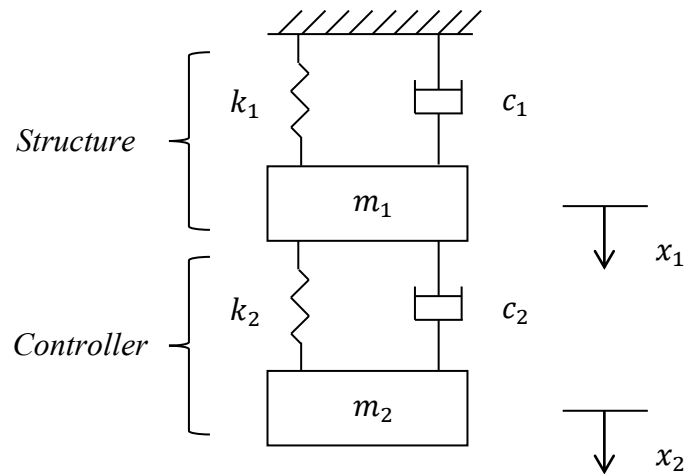 k₁
c₁
Structure
m₁
x₁
k₂
c₂
Controller
m₂
x₂